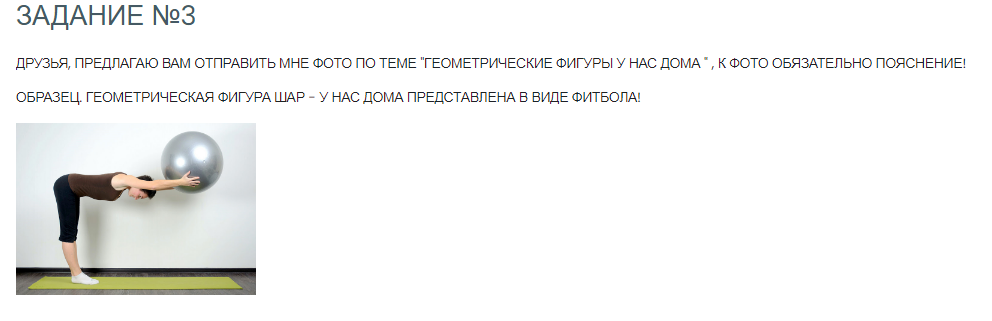 ЗАДАНИЕ №3
ДРУЗЬЯ, ПРЕДЛАГАЮ ВАМ ОТПРАВИТЬ МНЕ ФОТО ПО ТЕМЕ "ГЕОМЕТРИЧЕСКИЕ ФИГУРЫ У НАС ДОМА " , К ФОТО ОБЯЗАТЕЛЬНО ПОЯСНЕНИЕ!
ОБРАЗЕЦ. ГЕОМЕТРИЧЕСКАЯ ФИГУРА ШАР - У НАС ДОМА ПРЕДСТАВЛЕНА В ВИДЕ ФИТБОЛА!